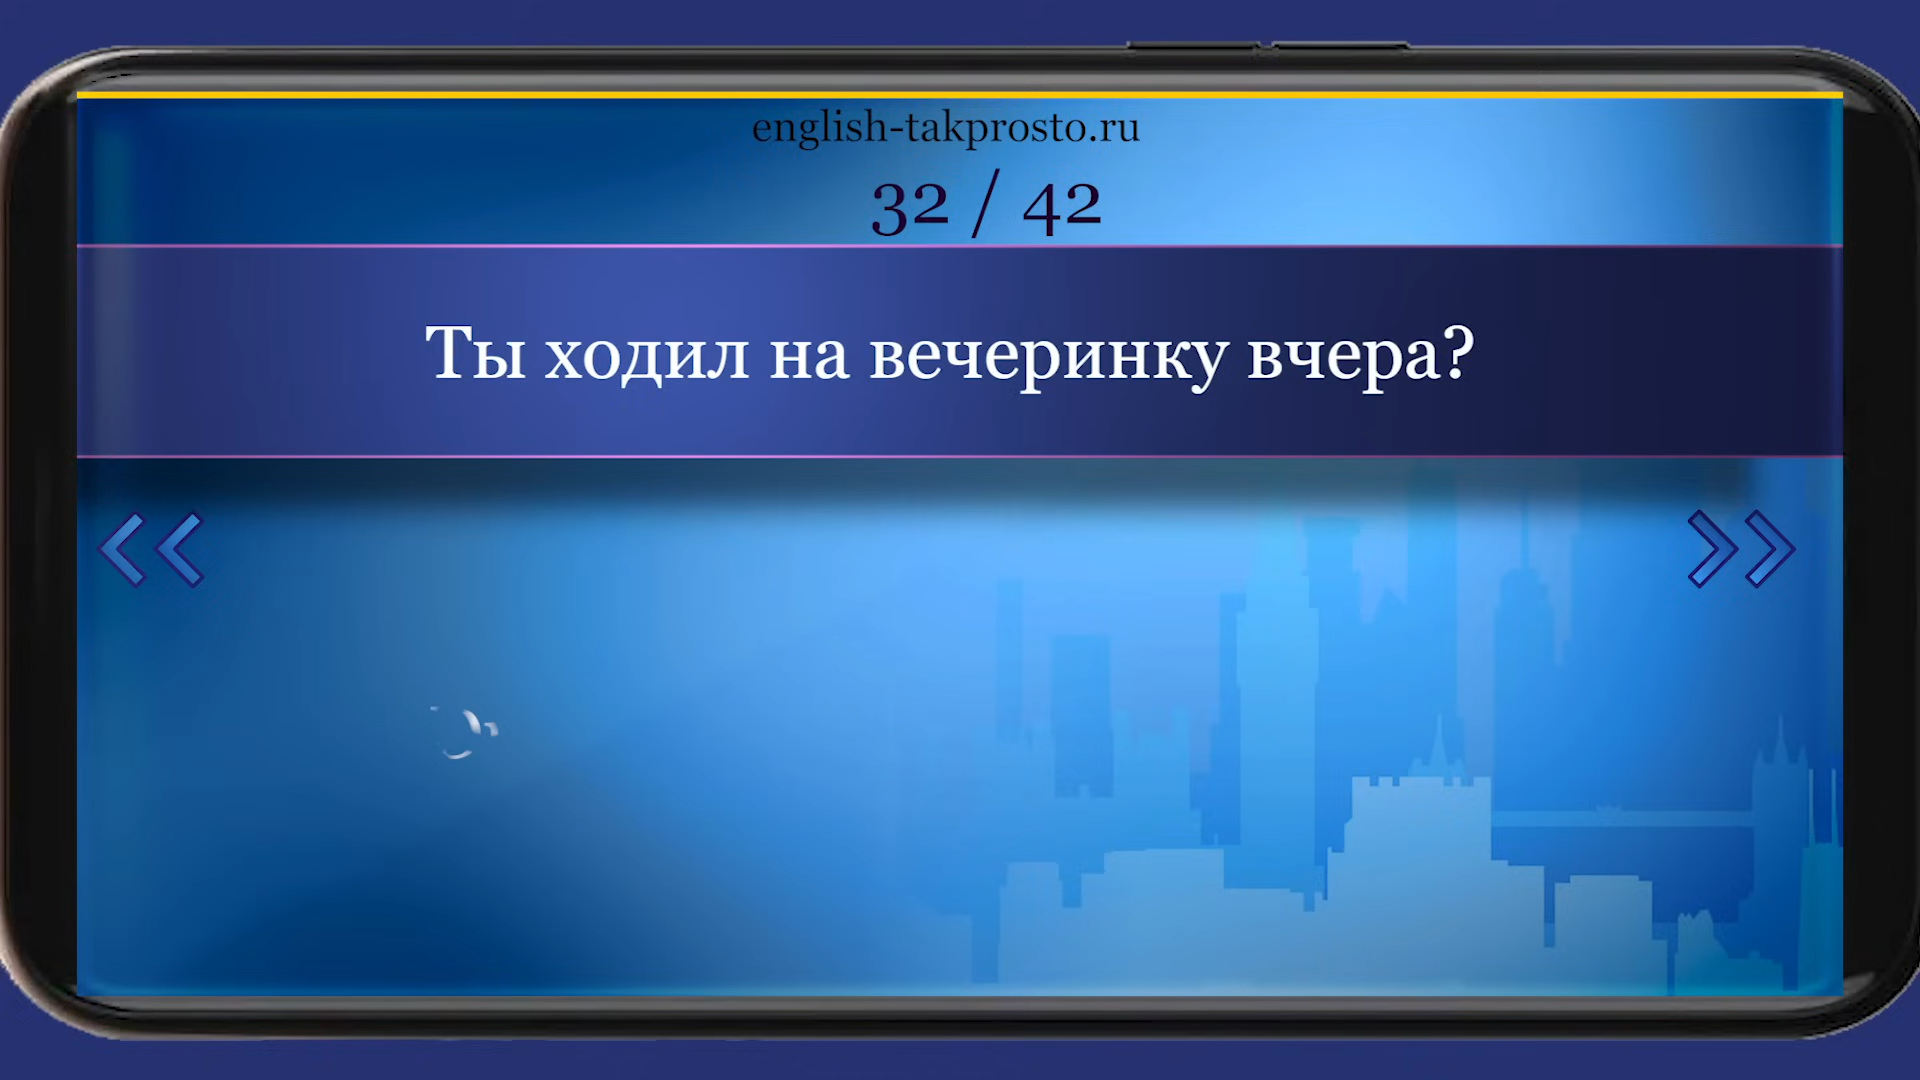 english-takprosto.ru
32 / 42
Ты ходил на вечеринку вчера?